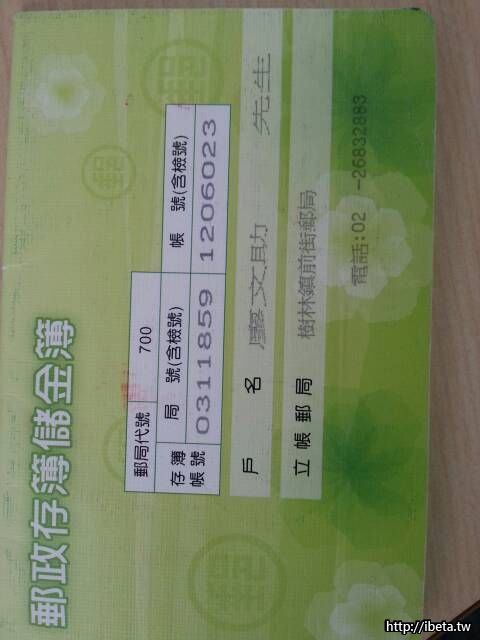 郵政存簿儲金簿
郵局代號 700
存簿帳號 局 號(含檢號) 帳 號(含檢號)
0311859 1206023
戶 名 文助 先生
立帳郵局 樹林鎮前街郵局
電話:02 -26832883
http://ibeta.tw